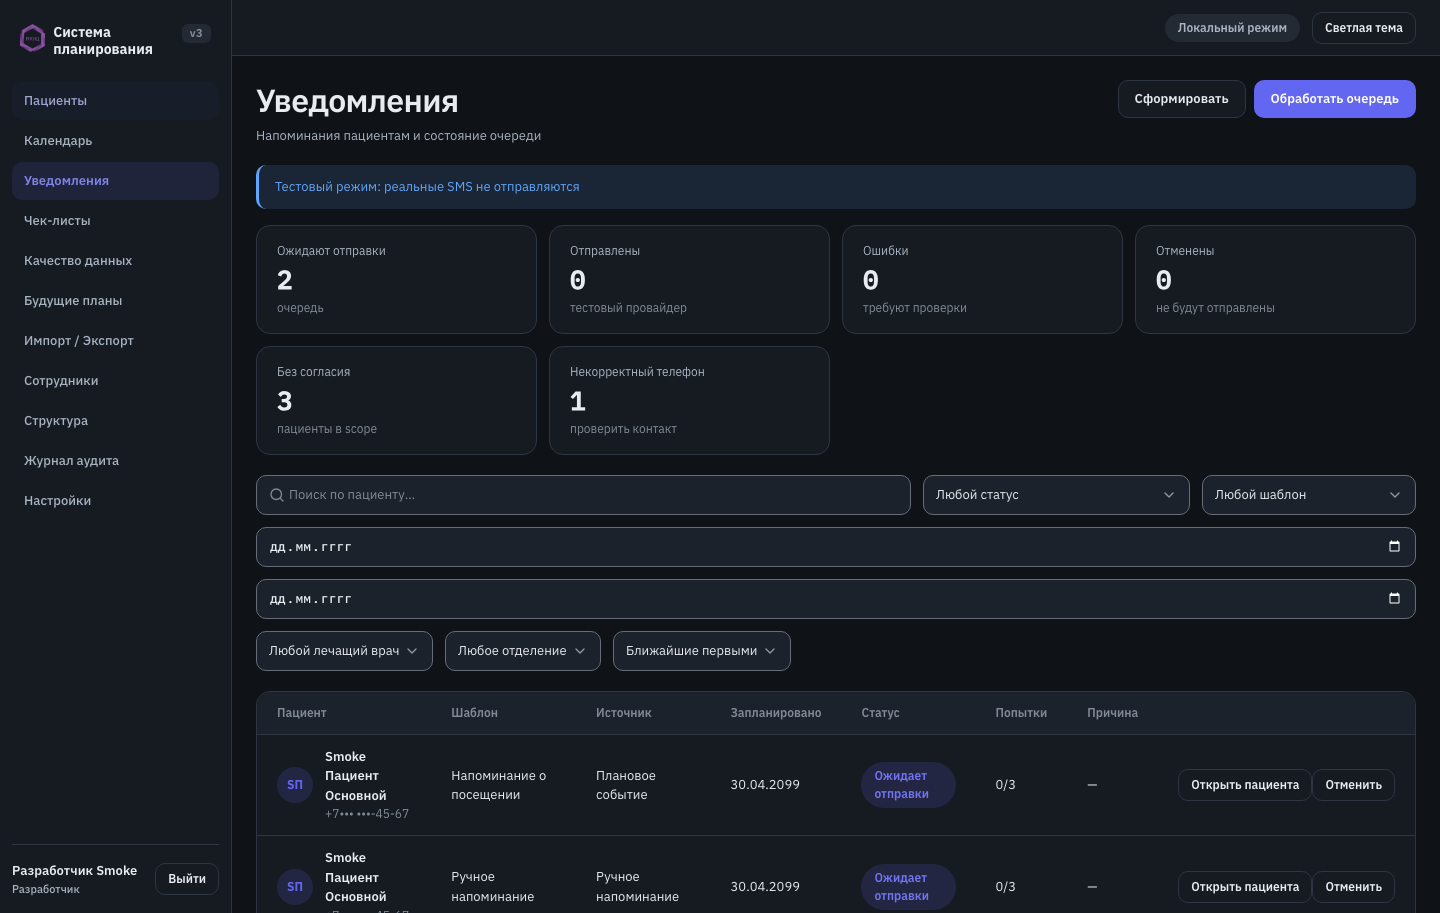 Система
планирования
v3
Пациенты
Календарь
Уведомления
Чек-листы
Качество данных
Будущие планы
Импорт / Экспорт
Сотрудники
Структура
Журнал аудита
Настройки
Разработчик Smoke
Разработчик
Выйти
Локальный режим
Светлая тема
Уведомления
Напоминания пациентам и состояние очереди
Сформировать
Обработать очередь
Тестовый режим: реальные SMS не отправляются
Ожидают отправки
2
очередь
Отправлены
0
тестовый провайдер
Ошибки
0
требуют проверки
Отменены
0
не будут отправлены
Без согласия
3
пациенты в scope
Некорректный телефон
1
проверить контакт
Поиск по пациенту...
Любой статус
Любой шаблон
дд.мм.гггг
дд.мм.гггг
Любой лечащий врач
Любое отделение
Ближайшие первыми
Пациент Шаблон Источник Запланировано Статус Попытки Причина
SП
Smoke
Пациент
Основной
+7••• •••-45-67
Напоминание о
посещении
Плановое
событие
30.04.2099
Ожидает
отправки
0/3
—
Открыть пациента
Отменить
SП
Smoke
Пациент
Основной
Ручное
напоминание
Ручное
напоминание
30.04.2099
Ожидает
отправки
0/3
—
Открыть пациента
Отменить